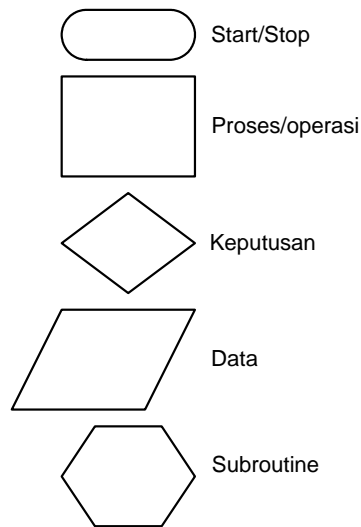 Start/Stop
Proses/operasi
Keputusan
Data
Subroutine